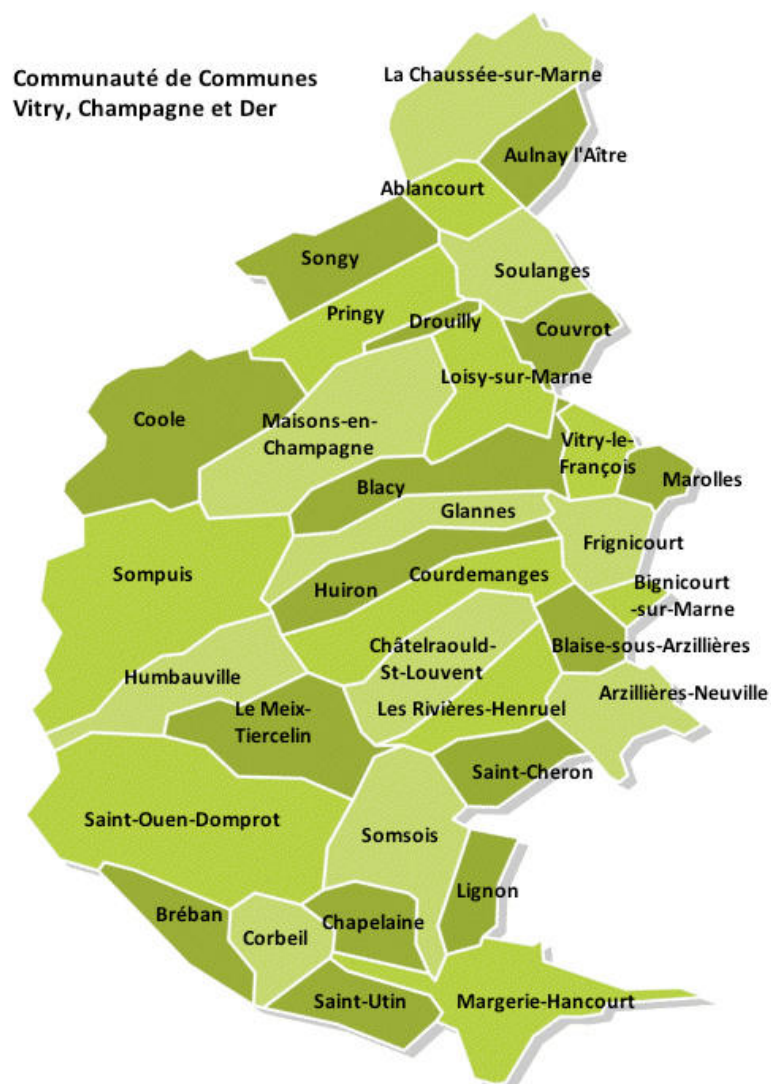 Communauté de Communes
Vitry, Champagne et Der
La Chaussée-sur-Marne
Aulnay l'Aître
Ablancourt
Songy
Soulanges
Pringy
Drouilly
Couvrot
Loisy-sur-Marne
Coole
Maisons-en-
Champagne
Vitry-le-
François
Marolles
Blacy
Glannes
Frignicourt
Sompuis
Huiron
Courdemanges
Bignicourt
-sur-Marne
Châtelraould-
St-Louvent
Blaise-sous-Arzillières
Humbauville
Arzillières-Neuville
Le Meix-
Tiercelin
Les Rivières-Henruel
Saint-Cheron
Saint-Ouen-Domprot
Somsois
Lignon
Bréban
Chapelaine
Corbeil
Saint-Utin
Margerie-Hancourt